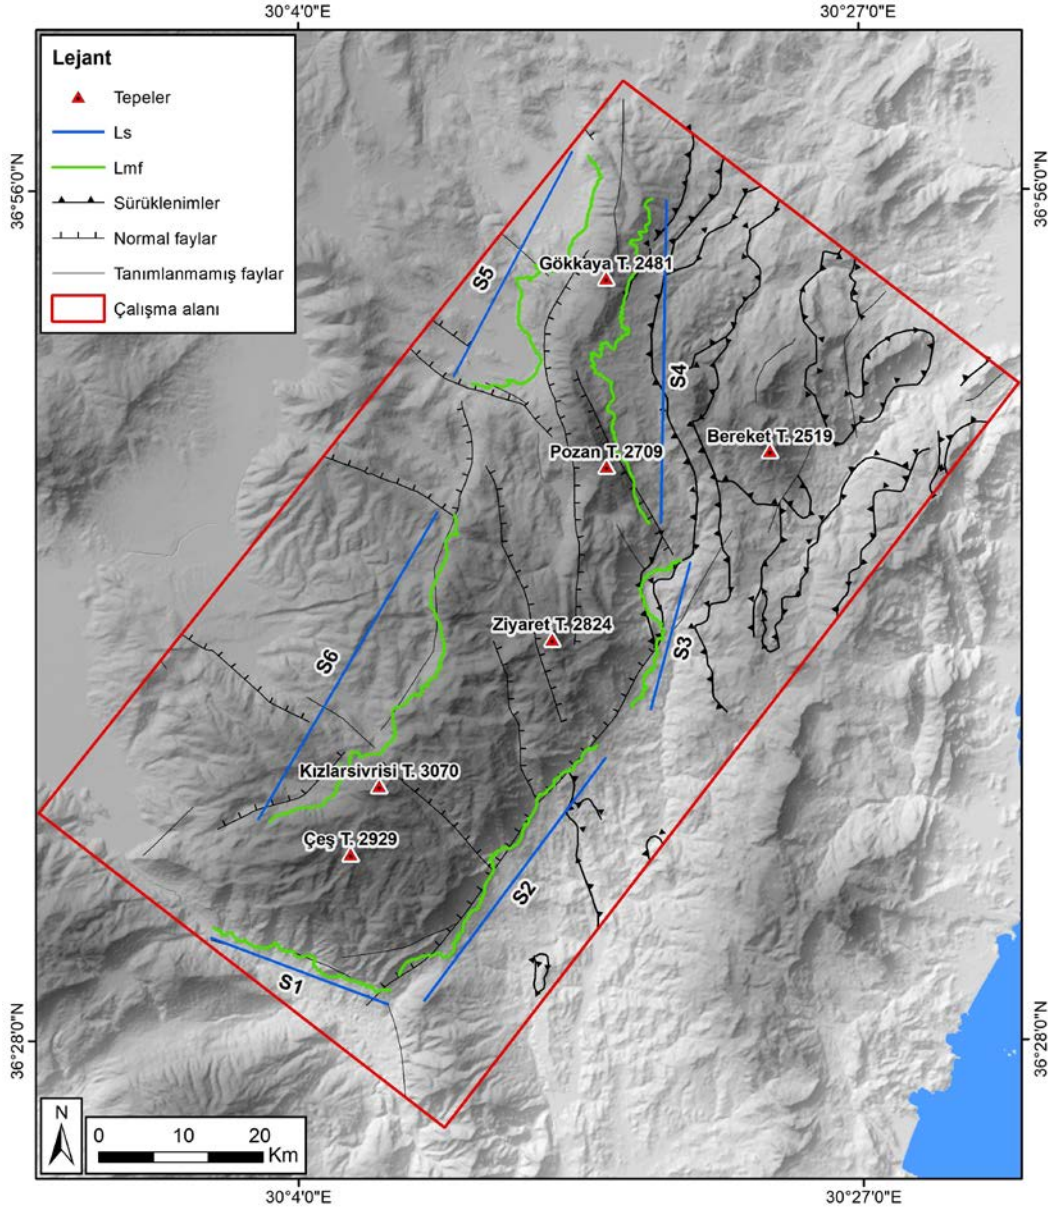 30°4'0"E
30°27'0"E
Lejant
Tepeler
Ls
Lmf
Sürüklenimler
Normal faylar
Tanımlanmamış faylar
Çalışma alanı
36°56'0"N
36°56'0"N
Gökkaya T. 2481
S5
S4
Bereket T. 2519
Pozan T. 2709
Ziyaret T. 2824
S3
S6
Kızlarsivrisi T. 3070
Çeş T. 2929
S2
S1
36°28'0"N
36°28'0"N
N
0 10 20
Km
30°4'0"E
30°27'0"E